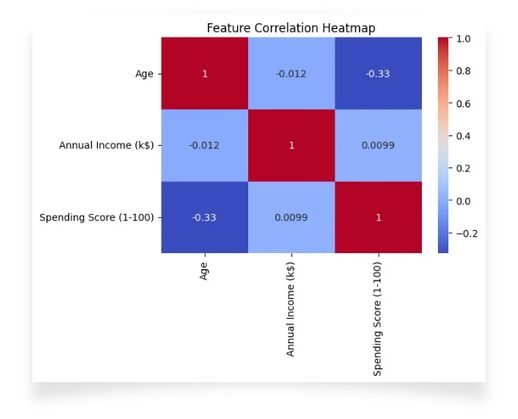 Feature Correlation Heatmap
Age
1
-0.012
-0.33
Annual Income (k$)
-0.012
1
0.0099
Spending Score (1-100)
-0.33
0.0099
1
Age
Annual Income (k$)
Spending Score (1-100)
1.0
0.8
0.6
0.4
0.2
0.0
−0.2